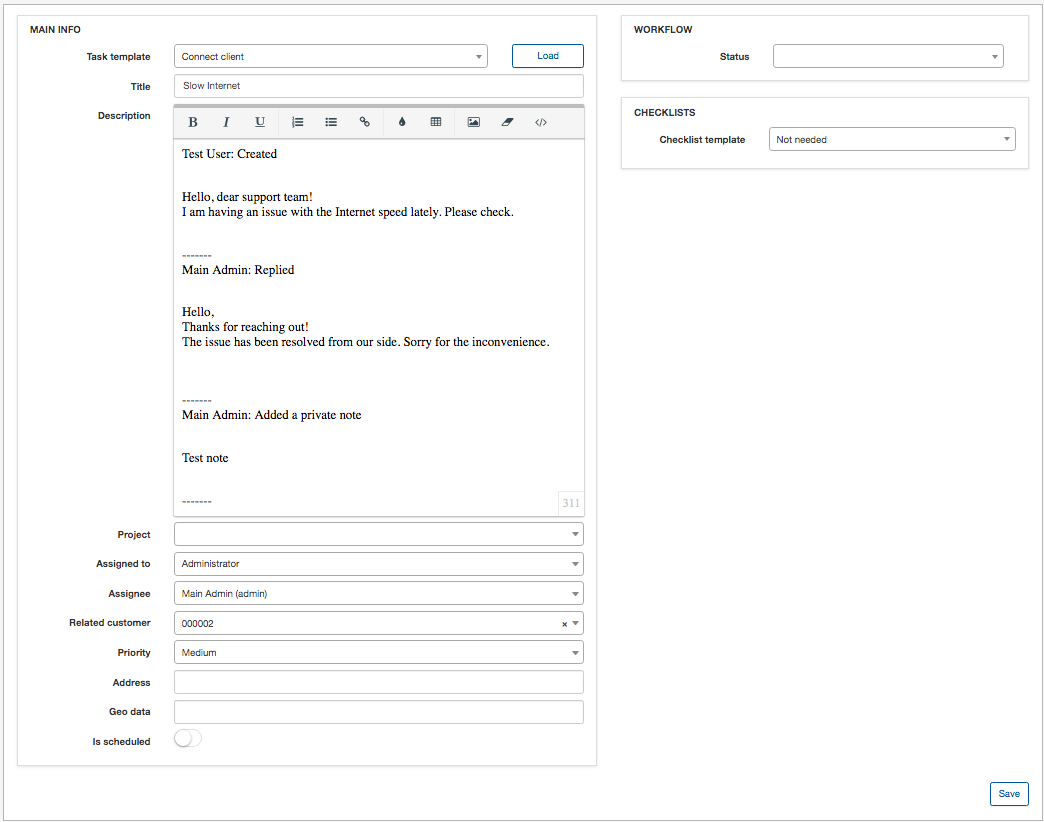 MAIN INFO
Task template Connect client Load
Title Slow Internet
Description B I U </>
Test User: Created
Hello, dear support team!
I am having an issue with the Internet speed lately. Please check.
-------
Main Admin: Replied
Hello,
Thanks for reaching out!
The issue has been resolved from our side. Sorry for the inconvenience.
-------
Main Admin: Added a private note
Test note
-------
311
Project
Assigned to Administrator
Assignee Main Admin (admin)
Related customer 000002 ×
Priority Medium
Address
Geo data
Is scheduled
WORKFLOW
Status
CHECKLISTS
Checklist template Not needed
Save